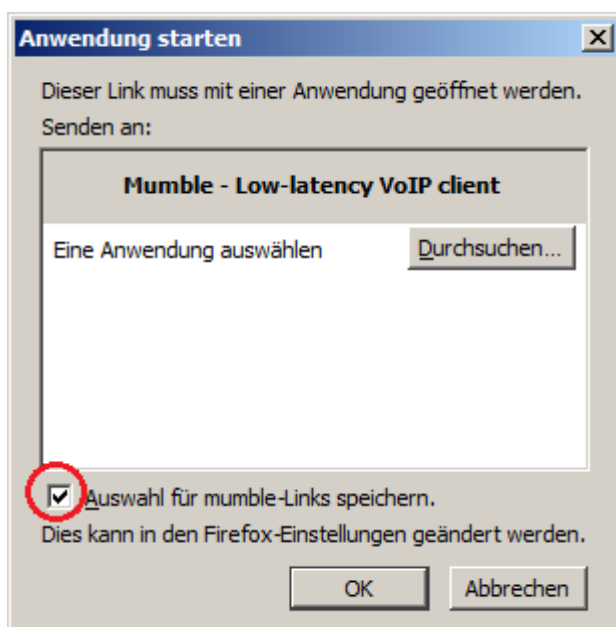 Anwendung starten
Dieser Link muss mit einer Anwendung geöffnet werden.
Senden an:
Mumble - Low-latency VoIP client
Eine Anwendung auswählen
Durchsuchen...
Auswahl für mumble-Links speichern.
Dies kann in den Firefox-Einstellungen geändert werden.
OK
Abbrechen